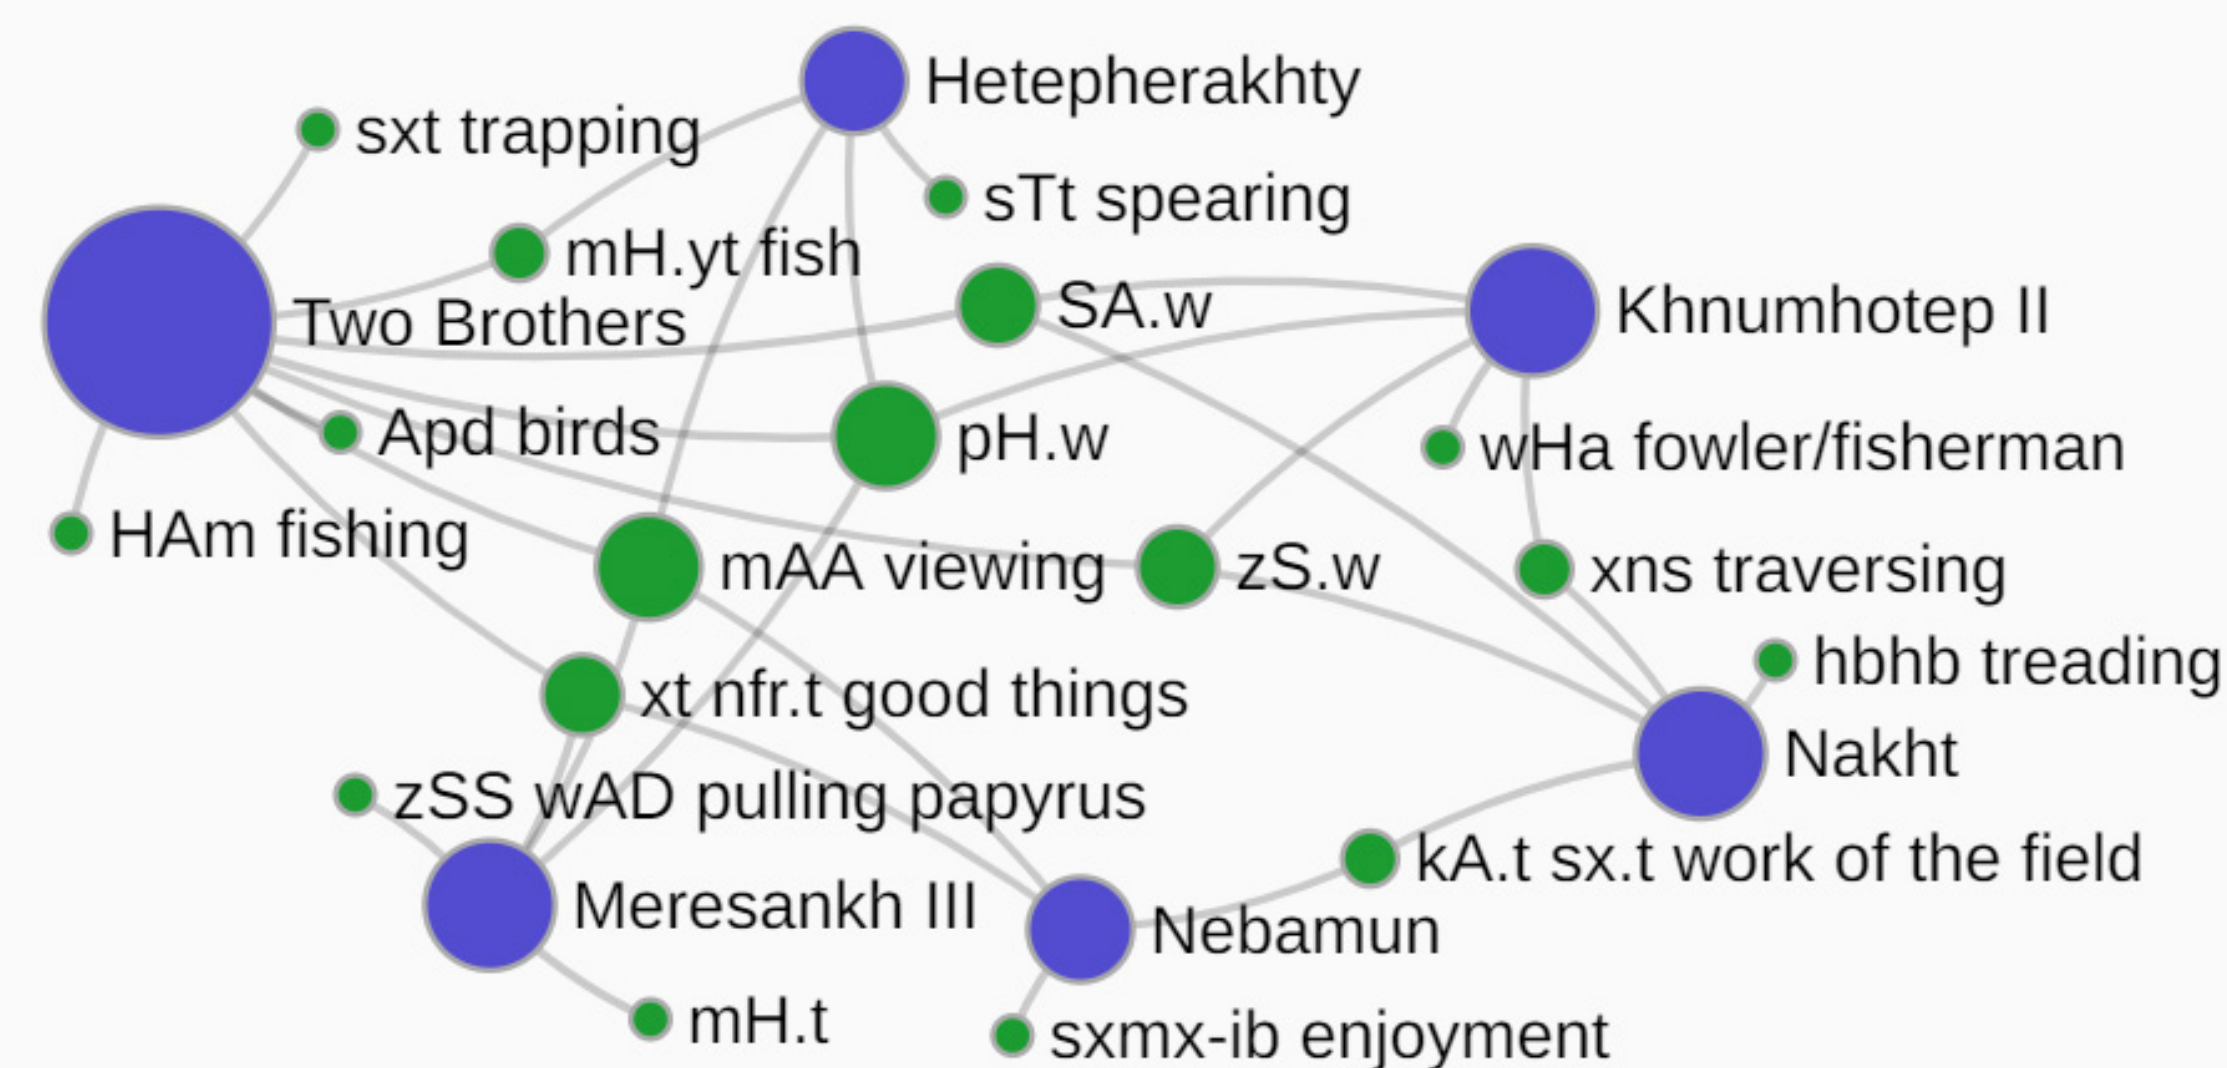 Hetepherakhty
sxt trapping
sTt spearing
mH.yt fish
SA.w
Khnumhotep II
Two Brothers
Apd birds
pH.w
wHa fowler/fisherman
HAm fishing
mAA viewing
zS.w
xns traversing
hbhb treading
xt nfr.t good things
Nakht
zSS wAD pulling papyrus
kA.t sx.t work of the field
Meresankh III
Nebamun
mH.t
sxmx-ib enjoyment